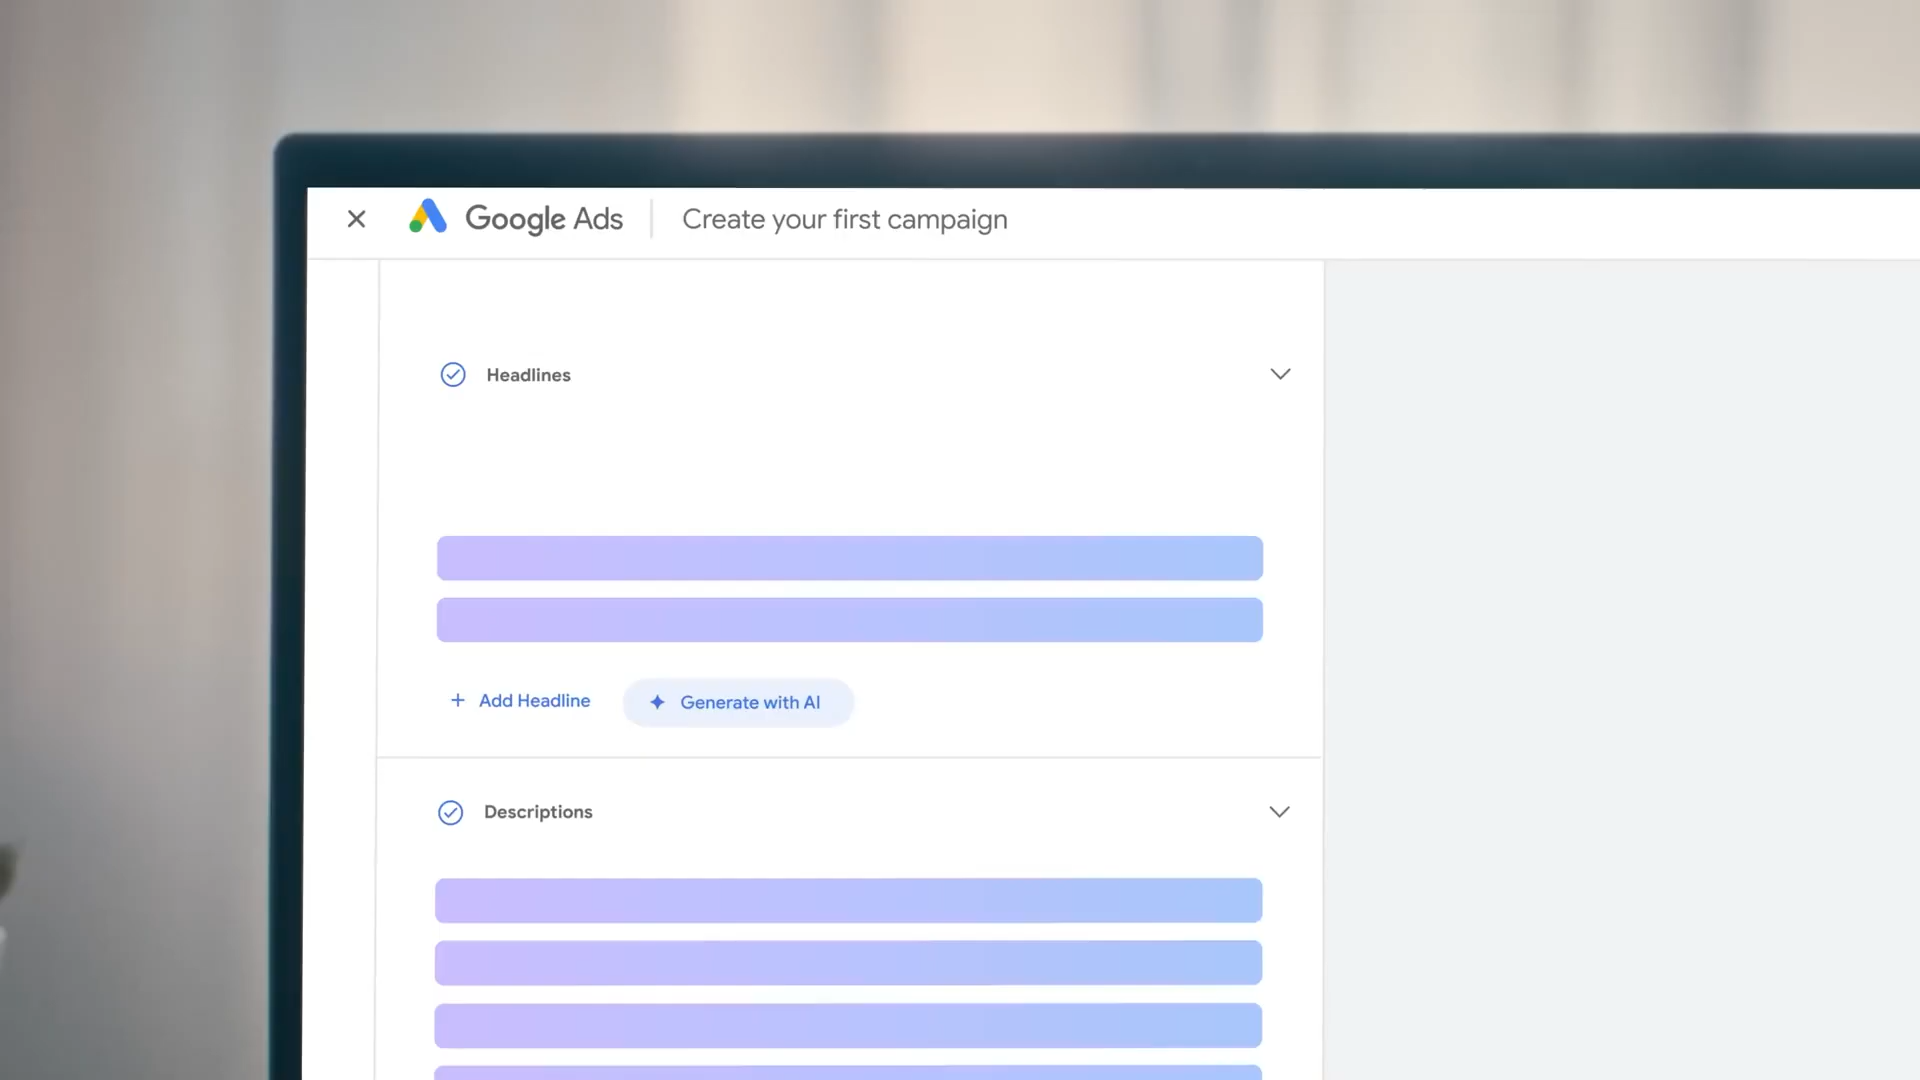 Google Ads
Create your first campaign
Headlines
+ Add Headline
Generate with AI
Descriptions